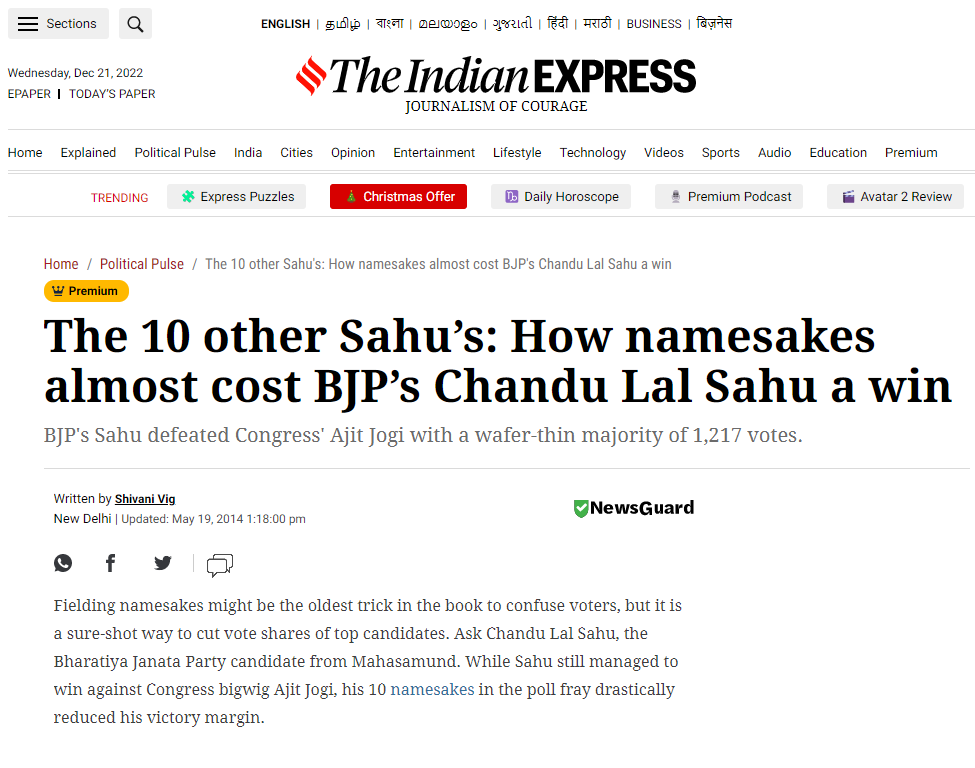 Sections
ENGLISH | தமிழ் | বাংলা | മലയാളം | ગુજરાતી | हिंदी | मराठी | BUSINESS | बिज़नेस
Wednesday, Dec 21, 2022
EPAPER | TODAY'S PAPER
The Indian EXPRESS
JOURNALISM OF COURAGE
Home Explained Political Pulse India Cities Opinion Entertainment Lifestyle Technology Videos Sports Audio Education Premium
TRENDING Express Puzzles Christmas Offer Daily Horoscope Premium Podcast Avatar 2 Review
Home / Political Pulse / The 10 other Sahu's: How namesakes almost cost BJP's Chandu Lal Sahu a win
Premium
The 10 other Sahu’s: How namesakes
almost cost BJP’s Chandu Lal Sahu a win
BJP's Sahu defeated Congress' Ajit Jogi with a wafer-thin majority of 1,217 votes.
Written by Shivani Vig
New Delhi | Updated: May 19, 2014 1:18:00 pm
NewsGuard
Fielding namesakes might be the oldest trick in the book to confuse voters, but it is
a sure-shot way to cut vote shares of top candidates. Ask Chandu Lal Sahu, the
Bharatiya Janata Party candidate from Mahasamund. While Sahu still managed to
win against Congress bigwig Ajit Jogi, his 10 namesakes in the poll fray drastically
reduced his victory margin.